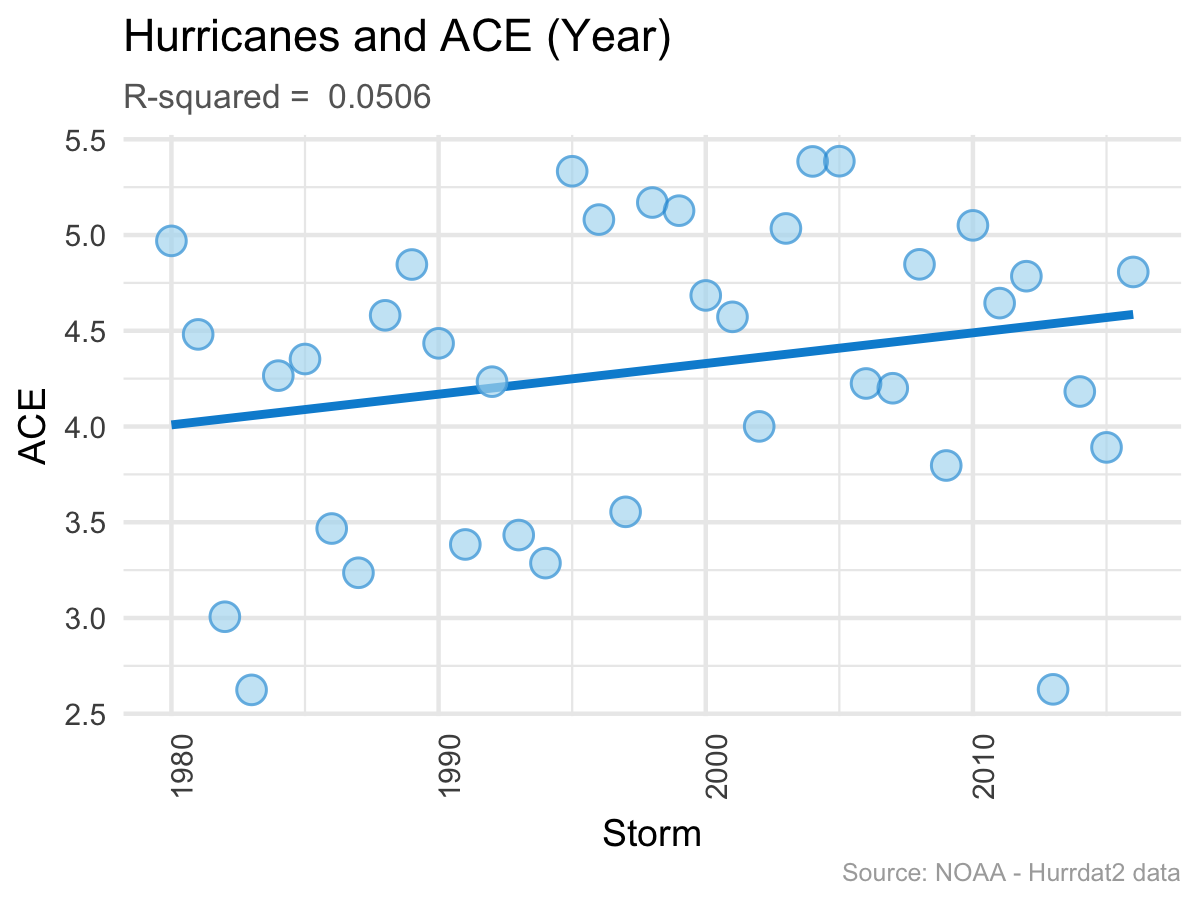 Hurricanes and ACE (Year)
R-squared =  0.0506
5.5
5.0
4.5
4.0
3.5
3.0
2.5
ACE
1980
1990
2000
2010
Storm
Source: NOAA - Hurrdat2 data